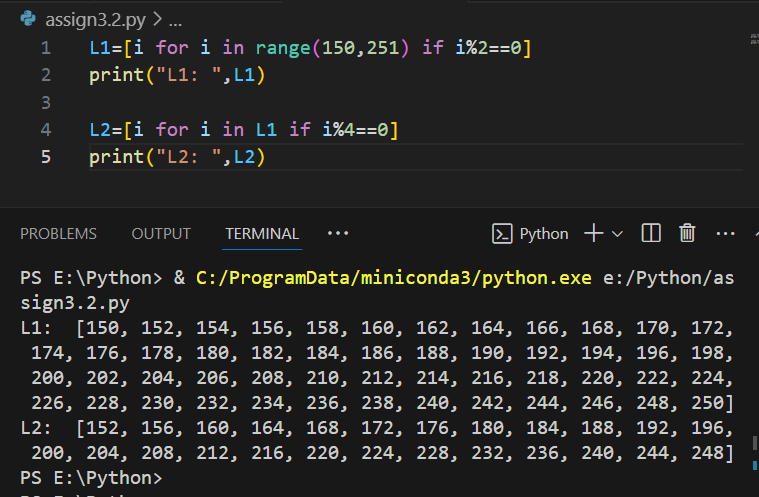 assign3.2.py > ...
1 L1=[i for i in range(150,251) if i%2==0]
2 print("L1: ",L1)
3
4 L2=[i for i in L1 if i%4==0]
5 print("L2: ",L2)
PROBLEMS OUTPUT TERMINAL ... Python
PS E:\Python> & C:/ProgramData/miniconda3/python.exe e:/Python/as
sign3.2.py
L1:  [150, 152, 154, 156, 158, 160, 162, 164, 166, 168, 170, 172,
 174, 176, 178, 180, 182, 184, 186, 188, 190, 192, 194, 196, 198,
 200, 202, 204, 206, 208, 210, 212, 214, 216, 218, 220, 222, 224,
 226, 228, 230, 232, 234, 236, 238, 240, 242, 244, 246, 248, 250]
L2:  [152, 156, 160, 164, 168, 172, 176, 180, 184, 188, 192, 196,
 200, 204, 208, 212, 216, 220, 224, 228, 232, 236, 240, 244, 248]
PS E:\Python>